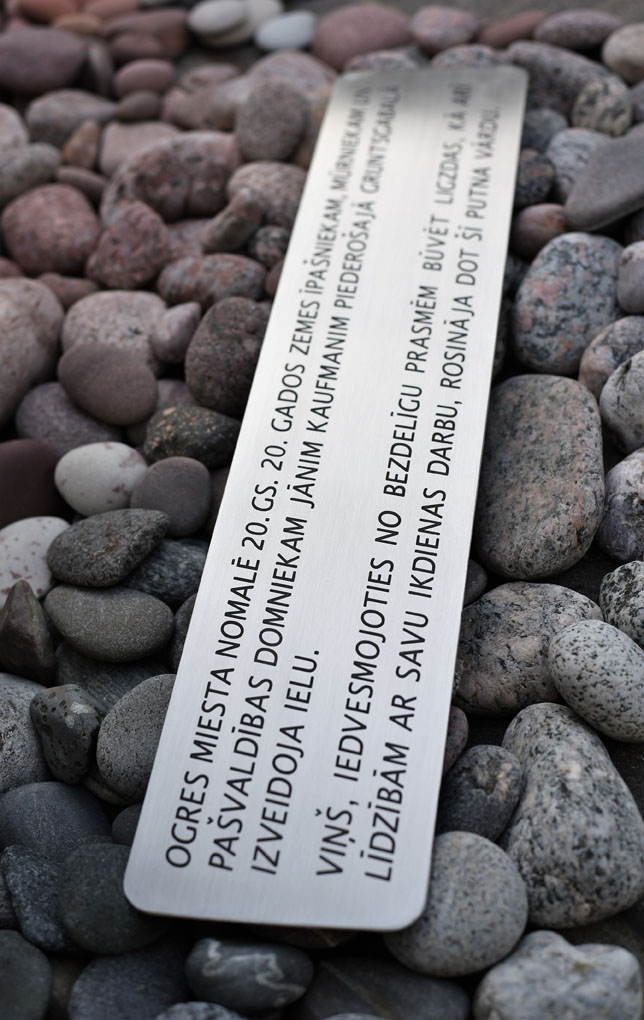 OGRES MIESTA NOMALĒ 20. GS. 20. GADOS ZEMES ĪPAŠNIEKAM, MŪRNIEKAM UN
PAŠVALDĪBAS DOMNIEKAM JĀNIM KAUFMANIM PIEDEROŠAJĀ GRUNTSGABALĀ
IZVEIDOJA IELU.
VIŅŠ, IEDVESMOJOTIES NO BEZDELĪGU PRASMĒM BŪVĒT LIGZDAS, KĀ ARĪ
LĪDZĪBĀM AR SAVU IKDIENAS DARBU, ROSINĀJA DOT ŠĪ PUTNA VĀRDU.